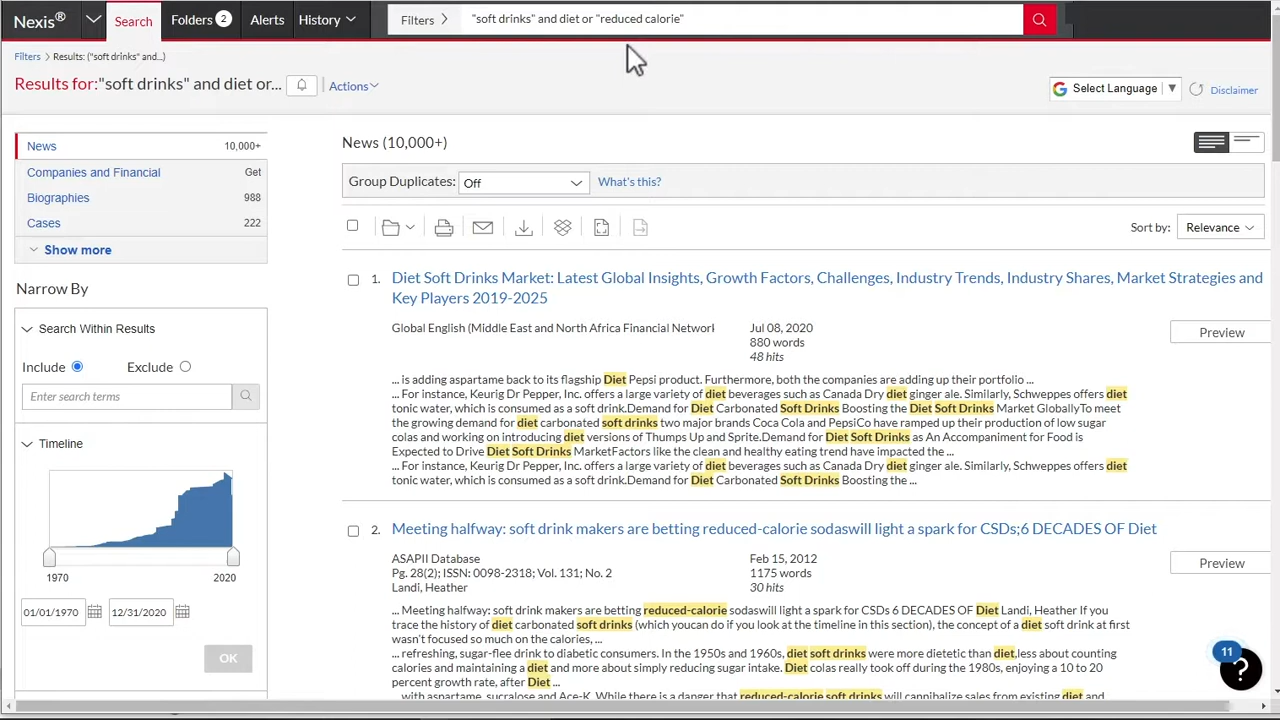 Nexis®
Search
Folders 2
Alerts
History
Filters
"soft drinks" and diet or "reduced calorie"
Filters Results: ("soft drinks" and...)
Results for:"soft drinks" and diet or...
Actions
Select Language
Disclaimer
News 10,000+
Companies and Financial Get
Biographies 988
Cases 222
Show more
Narrow By
Search Within Results
Include Exclude
Enter search terms
Timeline
1970 2020
01/01/1970 12/31/2020
OK
News (10,000+)
Group Duplicates: Off What's this?
Sort by: Relevance
1. Diet Soft Drinks Market: Latest Global Insights, Growth Factors, Challenges, Industry Trends, Industry Shares, Market Strategies and
Key Players 2019-2025
Global English (Middle East and North Africa Financial Network
Jul 08, 2020
880 words
48 hits
Preview
... is adding aspartame back to its flagship Diet Pepsi product. Furthermore, both the companies are adding up their portfolio ...
... For instance, Keurig Dr Pepper, Inc. offers a large variety of diet beverages such as Canada Dry diet ginger ale. Similarly, Schweppes offers diet
tonic water, which is consumed as a soft drink.Demand for Diet Carbonated Soft Drinks Boosting the Diet Soft Drinks Market GloballyTo meet
the growing demand for diet carbonated soft drinks two major brands Coca Cola and PepsiCo have ramped up their production of low sugar
colas and working on introducing diet versions of Thumps Up and Sprite.Demand for Diet Soft Drinks as An Accompaniment for Food is
Expected to Drive Diet Soft Drinks MarketFactors like the clean and healthy eating trend have impacted the ...
... For instance, Keurig Dr Pepper, Inc. offers a large variety of diet beverages such as Canada Dry diet ginger ale. Similarly, Schweppes offers diet
tonic water, which is consumed as a soft drink.Demand for Diet Carbonated Soft Drinks Boosting the ...
2. Meeting halfway: soft drink makers are betting reduced-calorie sodaswill light a spark for CSDs;6 DECADES OF Diet
ASAPII Database
Pg. 28(2); ISSN: 0098-2318; Vol. 131; No. 2
Landi, Heather
Feb 15, 2012
1175 words
30 hits
Preview
... Meeting halfway: soft drink makers are betting reduced-calorie sodaswill light a spark for CSDs 6 DECADES OF Diet Landi, Heather If you
trace the history of diet carbonated soft drinks (which youcan do if you look at the timeline in this section), the concept of a diet soft drink at first
wasn't focused so much on the calories, ...
... refreshing, sugar-flee drink to diabetic consumers. In the 1950s and 1960s, diet soft drinks were more dietetic than diet,less about counting
calories and maintaining a diet and more about simply reducing sugar intake. Diet colas really took off during the 1980s, enjoying a 10 to 20
percent growth rate, after Diet ...
... with aspartame, sucralose and Ace-K. While there is a danger that reduced-calorie soft drinks will cannibalize sales from existing diet and
11
?